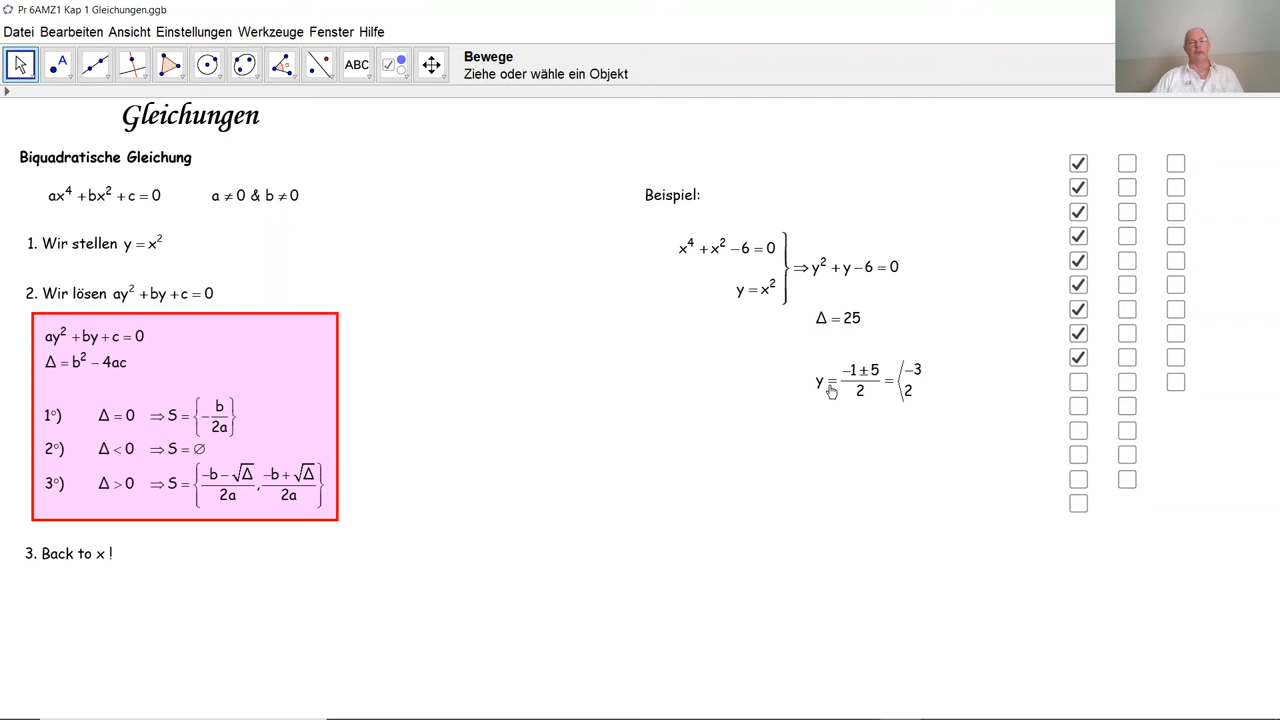 Pr 6AMZ1 Kap 1 Gleichungen.ggb
Datei Bearbeiten Ansicht Einstellungen Werkzeuge Fenster Hilfe
A
ABC
Bewege
Ziehe oder wähle ein Objekt
Gleichungen
Biquadratische Gleichung
ax⁴ + bx² + c = 0 a ≠ 0 & b ≠ 0
1. Wir stellen y = x²
2. Wir lösen ay² + by + c = 0
ay² + by + c = 0
Δ = b² − 4ac
1°) Δ = 0 ⇒ S = {−b/2a}
2°) Δ < 0 ⇒ S = ∅
3°) Δ > 0 ⇒ S = {(−b − √Δ)/2a, (−b + √Δ)/2a}
3. Back to x !
Beispiel:
x⁴ + x² − 6 = 0
y = x² } ⇒ y² + y − 6 = 0
Δ = 25
y = (−1 ± 5)/2 = ⟨ −3
2